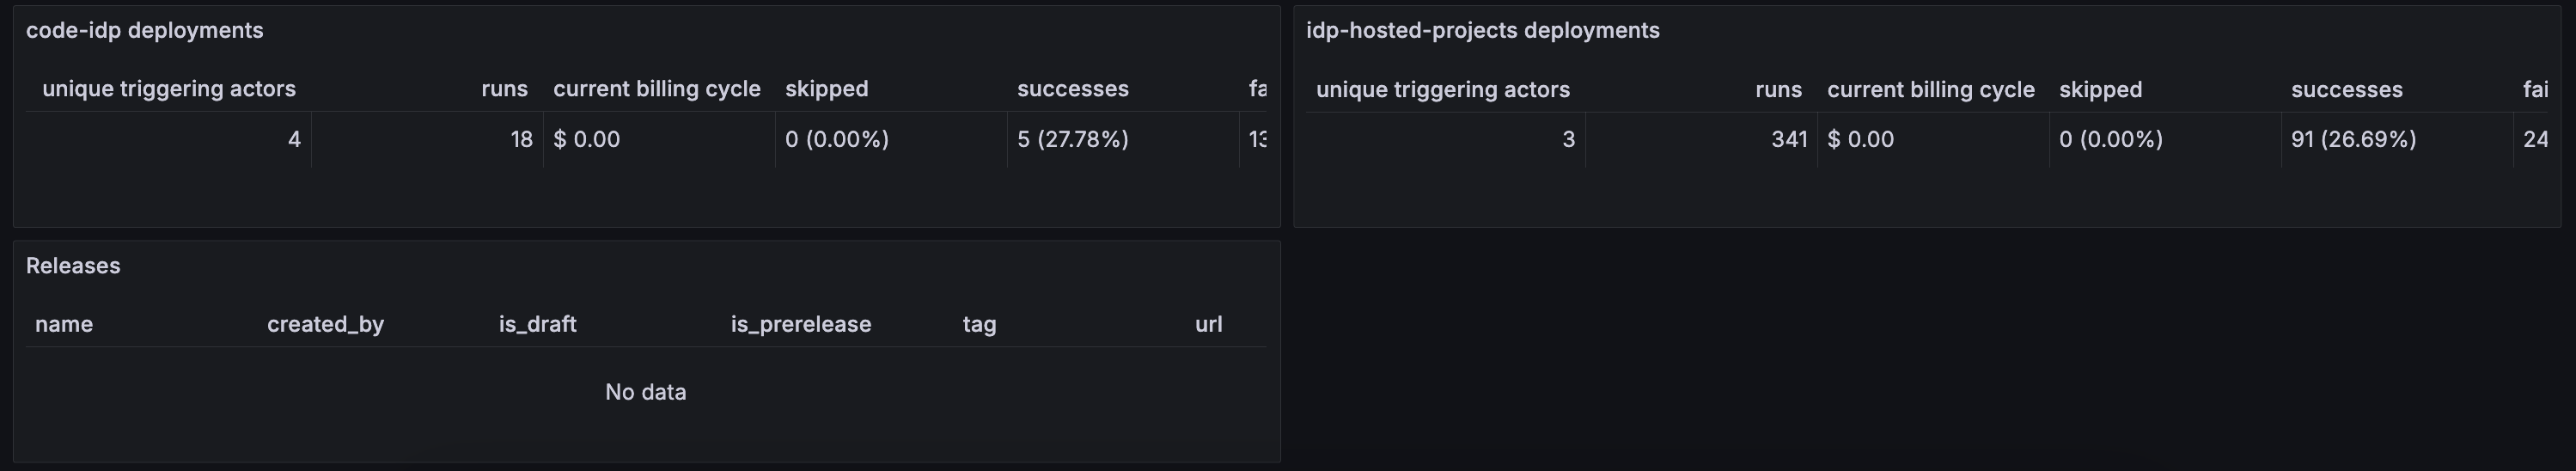 code-idp deployments
unique triggering actors runs current billing cycle skipped successes fa
4 18 $ 0.00 0 (0.00%) 5 (27.78%) 13
idp-hosted-projects deployments
unique triggering actors runs current billing cycle skipped successes fai
3 341 $ 0.00 0 (0.00%) 91 (26.69%) 24
Releases
name created_by is_draft is_prerelease tag url
No data